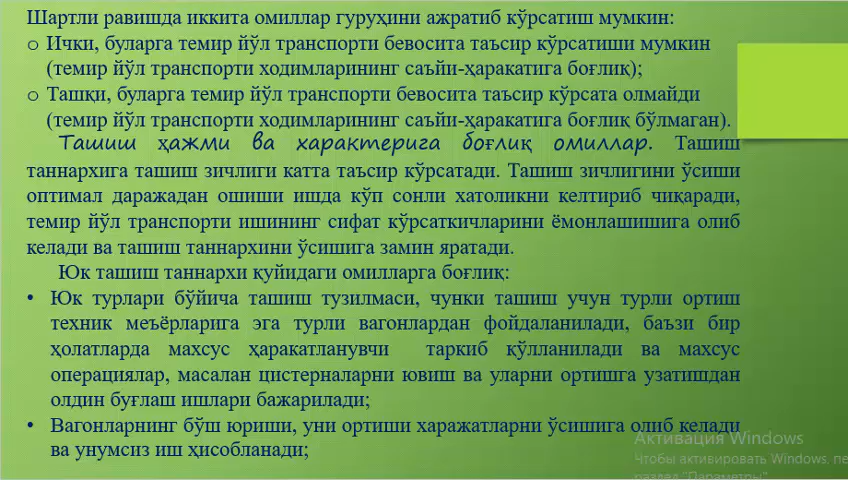 Шартли равишда иккита омиллар гуруҳини ажратиб кўрсатиш мумкин:
o Ички, буларга темир йўл транспорти бевосита таъсир кўрсатиши мумкин
(темир йўл транспорти ходимларининг саъйи-ҳаракатига боғлиқ);
o Ташқи, буларга темир йўл транспорти бевосита таъсир кўрсата олмайди
(темир йўл транспорти ходимларининг саъйи-ҳаракатига боғлиқ бўлмаган).
Ташиш ҳажми ва характерига боғлиқ омиллар. Ташиш
таннархига ташиш зичлиги катта таъсир кўрсатади. Ташиш зичлигини ўсиши
оптимал даражадан ошиши ишда кўп сонли хатоликни келтириб чиқаради,
темир йўл транспорти ишининг сифат кўрсаткичларини ёмонлашишига олиб
келади ва ташиш таннархини ўсишига замин яратади.
Юк ташиш таннархи қуйидаги омилларга боғлиқ:
• Юк турлари бўйича ташиш тузилмаси, чунки ташиш учун турли ортиш
техник меъёрларига эга турли вагонлардан фойдаланилади, баъзи бир
ҳолатларда махсус ҳаракатланувчи таркиб қўлланилади ва махсус
операциялар, масалан цистерналарни ювиш ва уларни ортишга узатишдан
олдин буғлаш ишлари бажарилади;
• Вагонларнинг бўш юриши, уни ортиши харажатларни ўсишига олиб келади
ва унумсиз иш ҳисобланади;
Активация Windows
Чтобы активировать Windows, пе
раздел "Параметры"